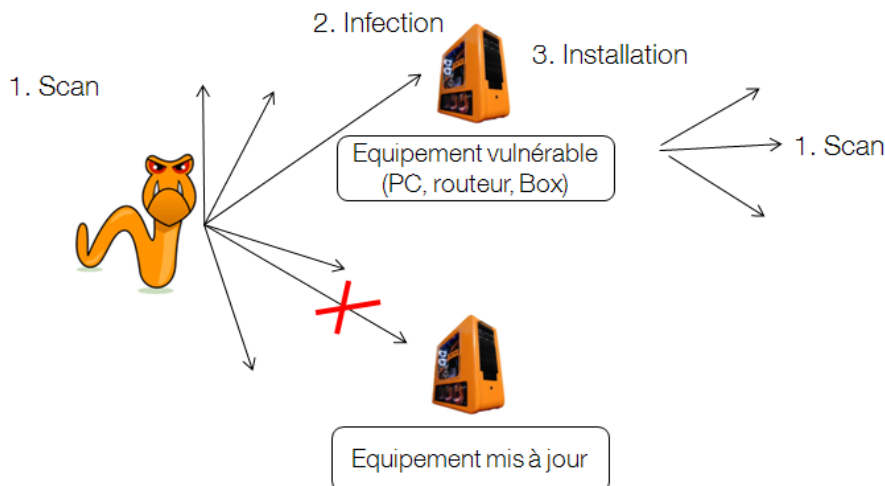 2. Infection
3. Installation
1. Scan
Equipement vulnérable
(PC, routeur, Box)
1. Scan
Equipement mis à jour